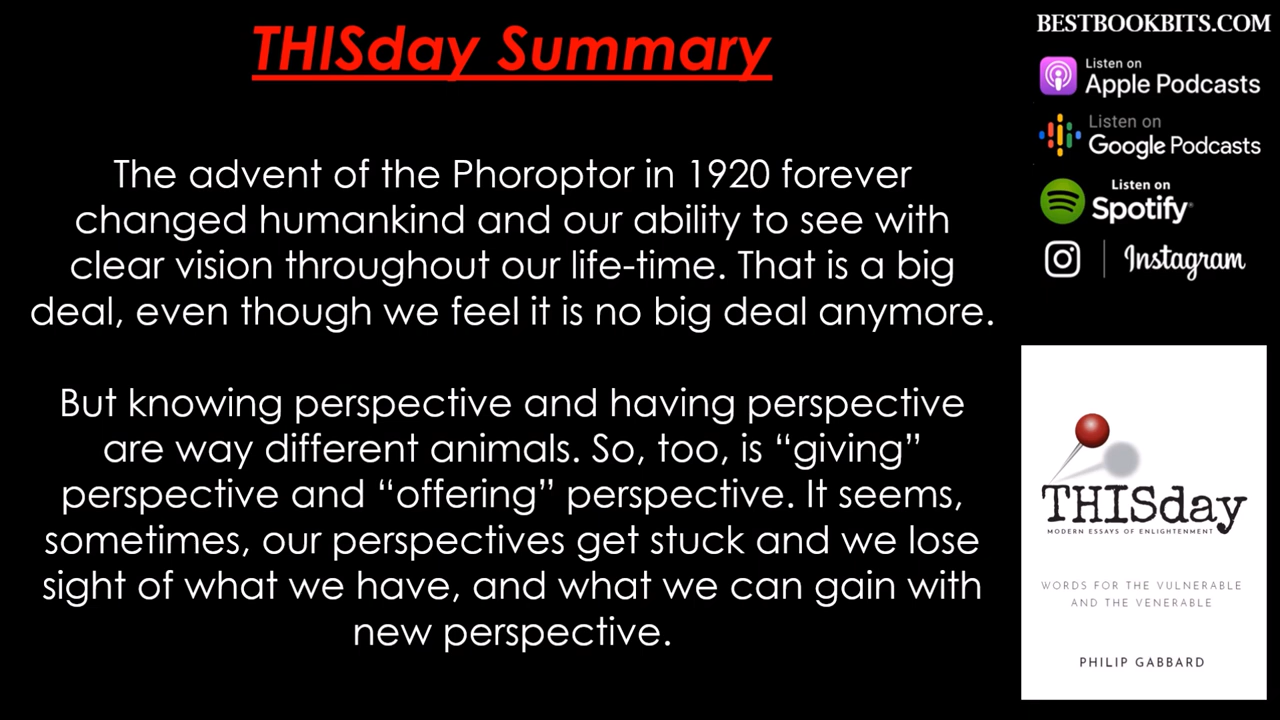 THISday Summary
The advent of the Phoroptor in 1920 forever
changed humankind and our ability to see with
clear vision throughout our life-time. That is a big
deal, even though we feel it is no big deal anymore.
But knowing perspective and having perspective
are way different animals. So, too, is “giving”
perspective and “offering” perspective. It seems,
sometimes, our perspectives get stuck and we lose
sight of what we have, and what we can gain with
new perspective.
BESTBOOKBITS.COM
Listen on
Apple Podcasts
Listen on
Google Podcasts
Listen on
Spotify
Instagram
THISday
MODERN ESSAYS OF ENLIGHTENMENT
WORDS FOR THE VULNERABLE
AND THE VENERABLE
PHILIP GABBARD